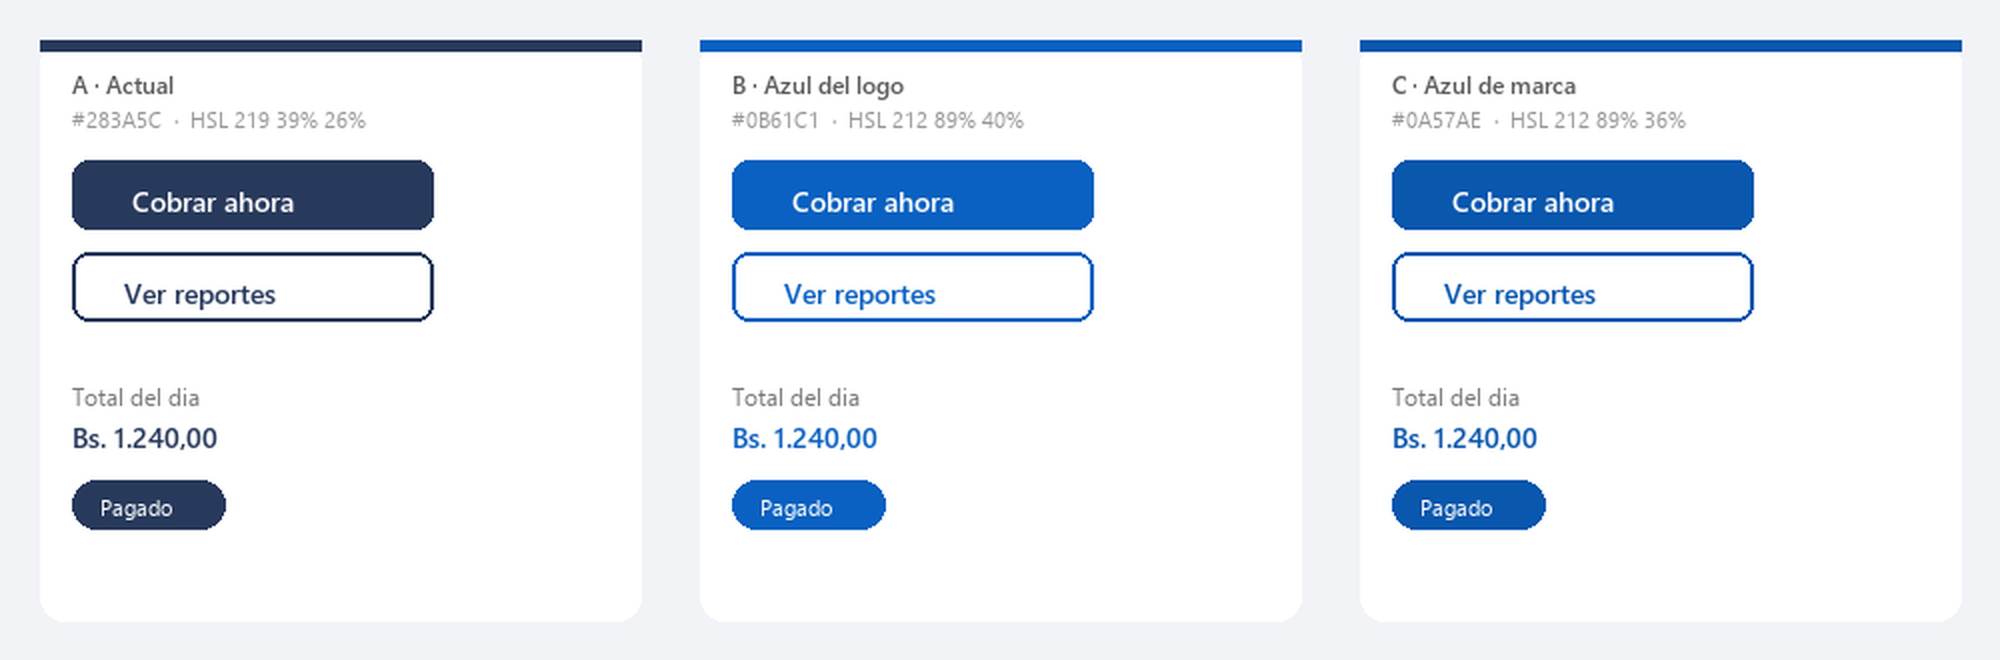 A · Actual
#283A5C · HSL 219 39% 26%
Cobrar ahora
Ver reportes
Total del dia
Bs. 1.240,00
Pagado
B · Azul del logo
#0B61C1 · HSL 212 89% 40%
Cobrar ahora
Ver reportes
Total del dia
Bs. 1.240,00
Pagado
C · Azul de marca
#0A57AE · HSL 212 89% 36%
Cobrar ahora
Ver reportes
Total del dia
Bs. 1.240,00
Pagado